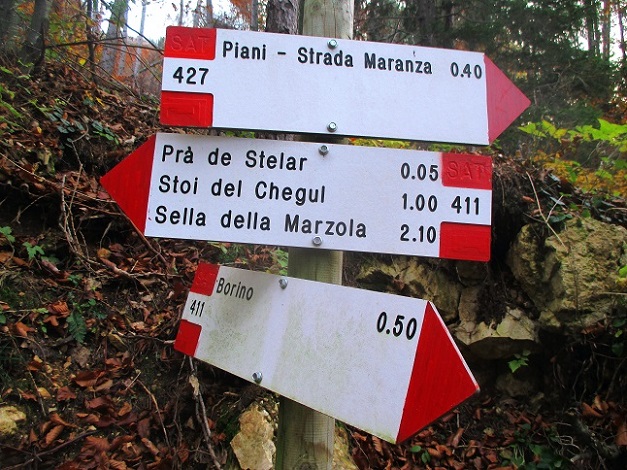 SAT
427
Piani - Strada Maranza 0.40
Prà de Stelar 0.05 SAT
Stoi del Chegul 1.00 411
Sella della Marzola 2.10
411 Borino 0.50